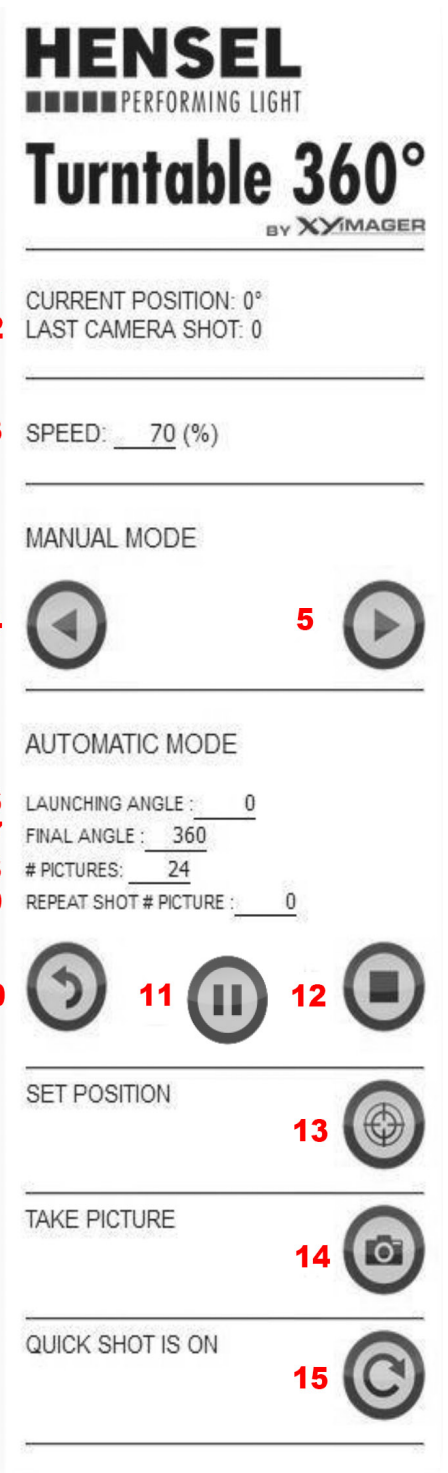 HENSEL
PERFORMING LIGHT
Turntable 360°
BY XYIMAGER
CURRENT POSITION: 0°
2 LAST CAMERA SHOT: 0
SPEED: 70 (%)
MANUAL MODE
5
AUTOMATIC MODE
LAUNCHING ANGLE : 0
FINAL ANGLE : 360
# PICTURES: 24
REPEAT SHOT # PICTURE : 0
11 12
SET POSITION
13
TAKE PICTURE
14
QUICK SHOT IS ON
15